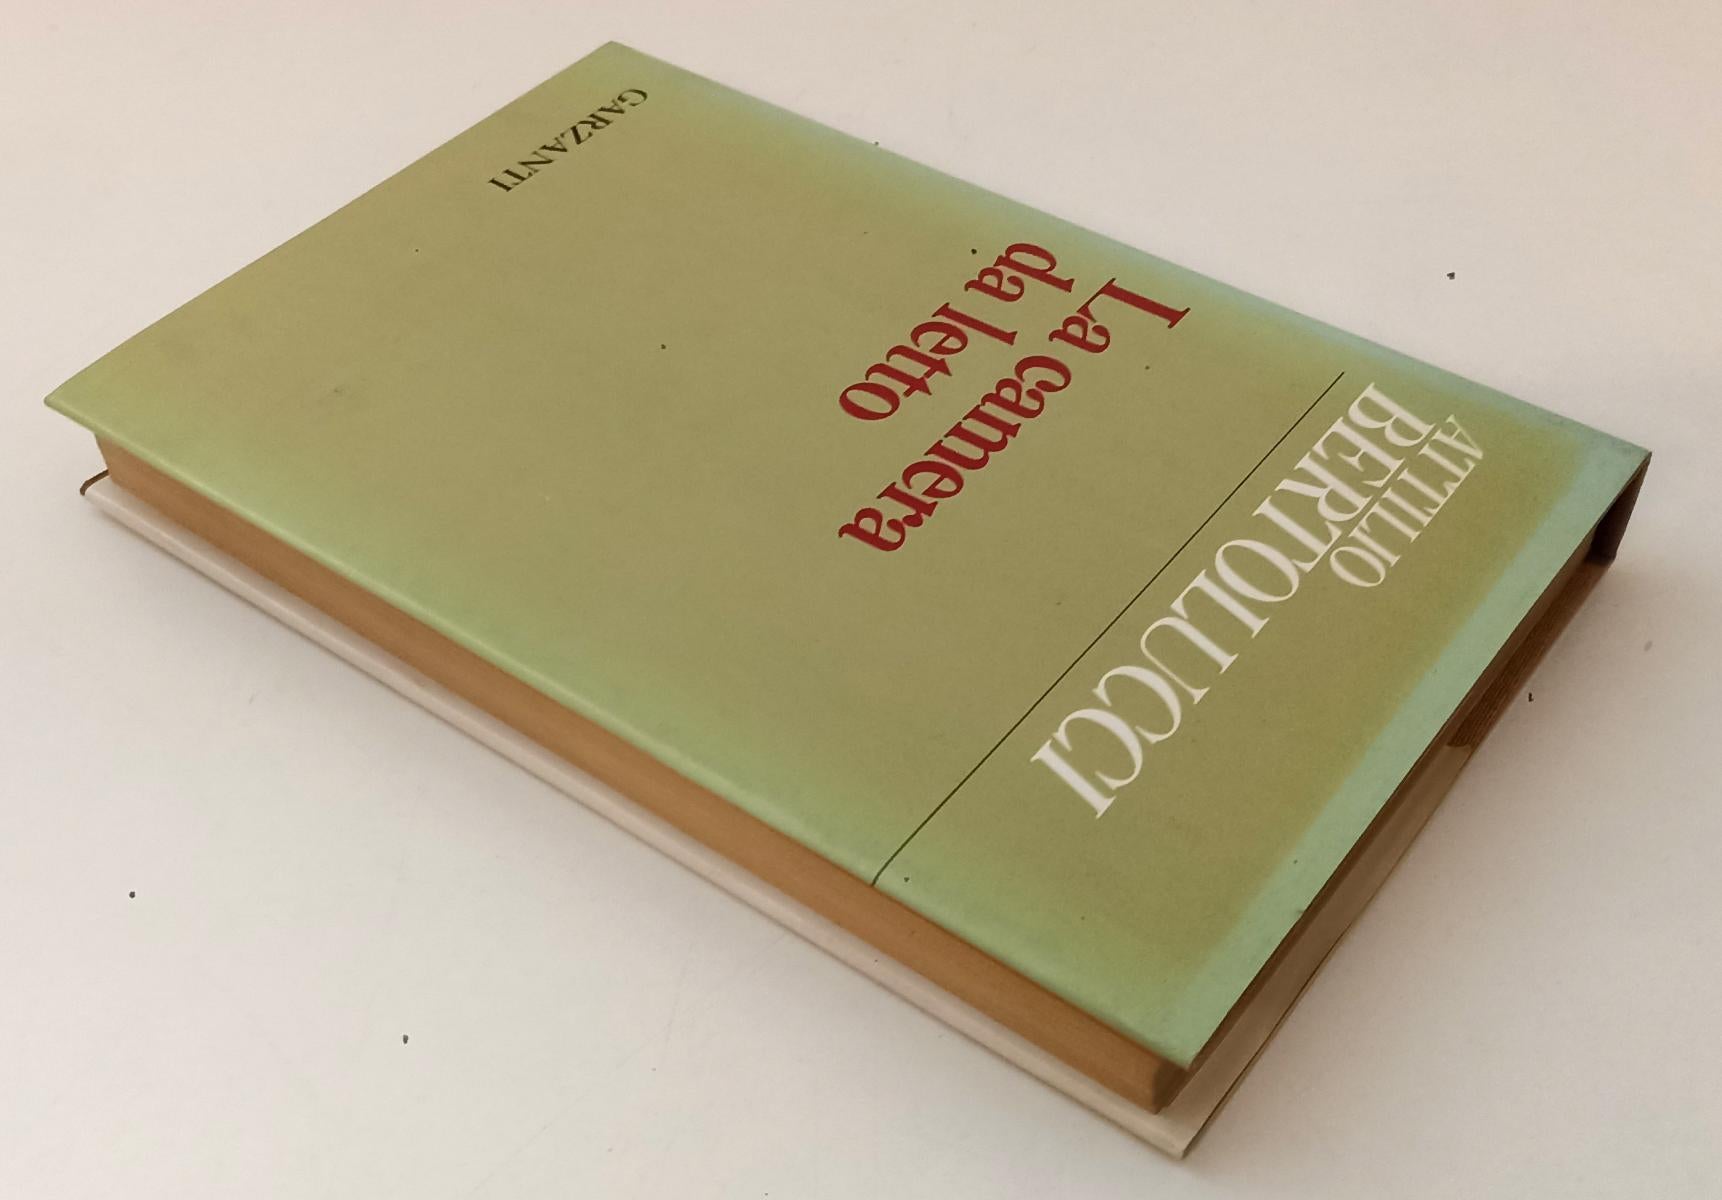 ATTILIO
BERTOLUCCI
La camera
da letto
GARZANTI